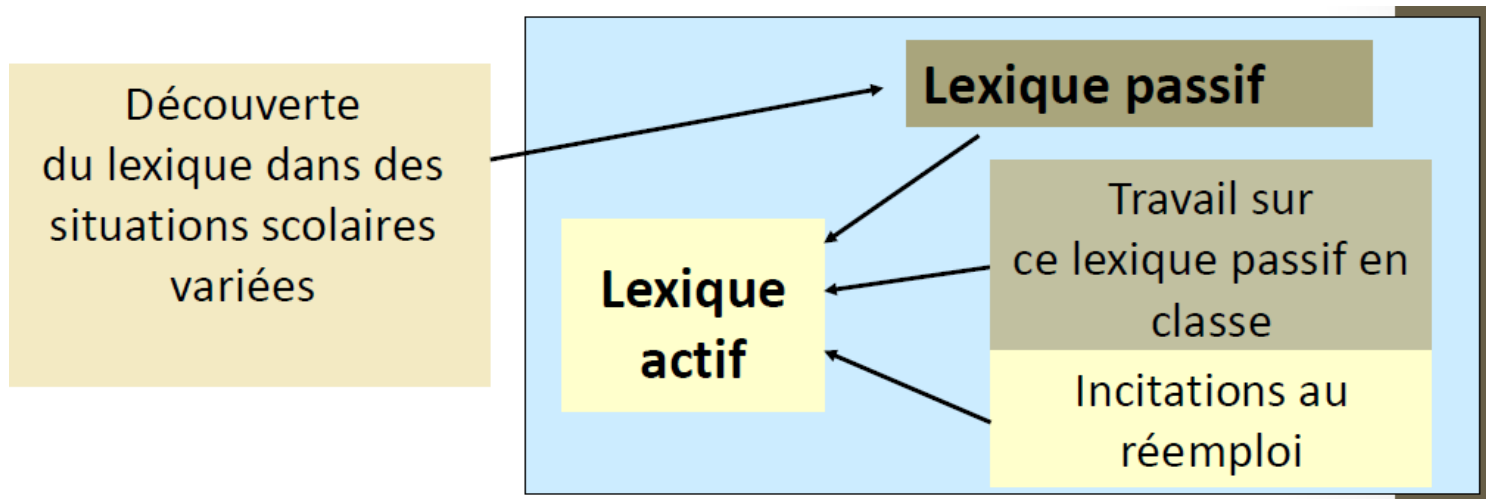 Découverte
du lexique dans des
situations scolaires
variées
Lexique passif
Lexique
actif
Travail sur
ce lexique passif en
classe
Incitations au
réemploi